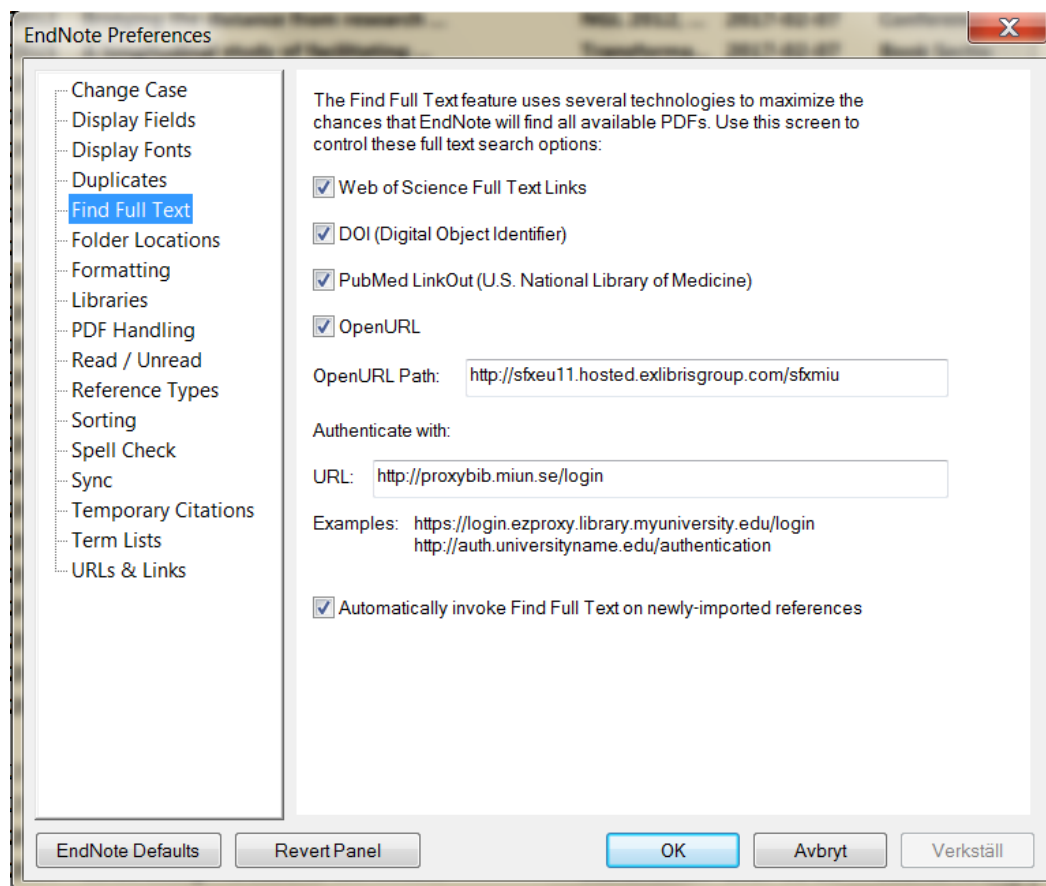 EndNote Preferences
Change Case
Display Fields
Display Fonts
Duplicates
Find Full Text
Folder Locations
Formatting
Libraries
PDF Handling
Read / Unread
Reference Types
Sorting
Spell Check
Sync
Temporary Citations
Term Lists
URLs & Links
The Find Full Text feature uses several technologies to maximize the
chances that EndNote will find all available PDFs. Use this screen to
control these full text search options:
Web of Science Full Text Links
DOI (Digital Object Identifier)
PubMed LinkOut (U.S. National Library of Medicine)
OpenURL
OpenURL Path: http://sfxeu11.hosted.exlibrisgroup.com/sfxmiu
Authenticate with:
URL: http://proxybib.miun.se/login
Examples: https://login.ezproxy.library.myuniversity.edu/login
http://auth.universityname.edu/authentication
Automatically invoke Find Full Text on newly-imported references
EndNote Defaults Revert Panel OK Avbryt Verkställ